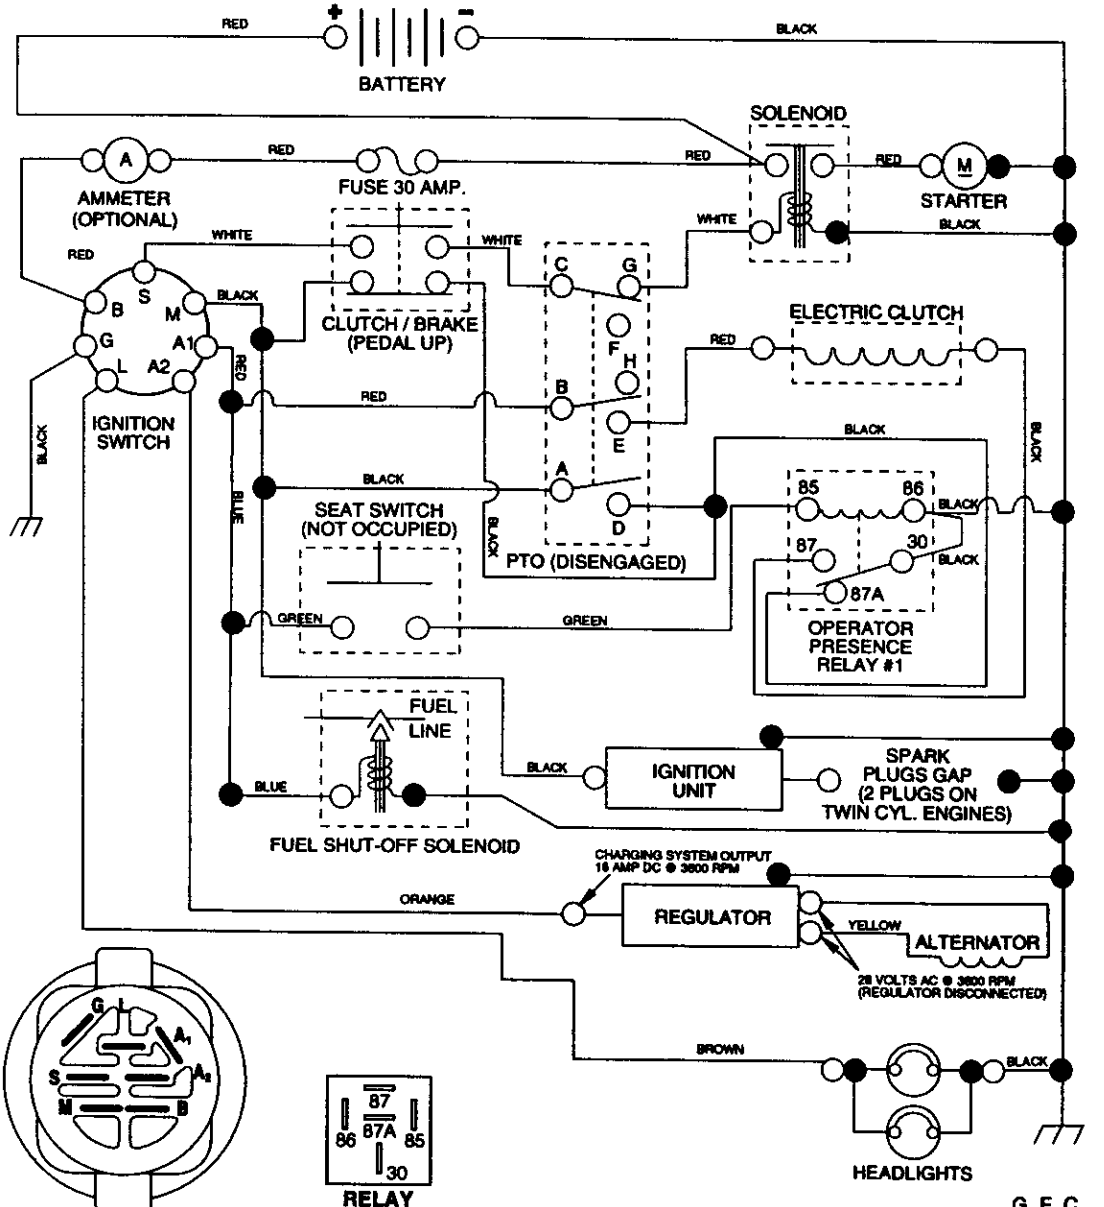 + -
RED
BLACK
BATTERY
SOLENOID
A
RED
RED
RED
M
AMMETER
(OPTIONAL)
FUSE 30 AMP.
STARTER
WHITE
WHITE
WHITE
BLACK
RED
S
B
M
BLACK
G
A1
L
A2
IGNITION
SWITCH
CLUTCH / BRAKE
(PEDAL UP)
C
G
F
H
B
E
A
D
ELECTRIC CLUTCH
RED
RED
RED
BLACK
BLACK
BLACK
BLACK
BLUE
SEAT SWITCH
(NOT OCCUPIED)
BLACK
PTO (DISENGAGED)
85
86
BLACK
87
30
BLACK
87A
GREEN
GREEN
OPERATOR
PRESENCE
RELAY #1
FUEL
LINE
BLUE
BLACK
IGNITION
UNIT
SPARK
PLUGS GAP
(2 PLUGS ON
TWIN CYL. ENGINES)
FUEL SHUT-OFF SOLENOID
CHARGING SYSTEM OUTPUT
16 AMP DC @ 3600 RPM
ORANGE
REGULATOR
YELLOW
ALTERNATOR
28 VOLTS AC @ 3600 RPM
(REGULATOR DISCONNECTED)
G L
A1
S
A2
M
B
BROWN
BLACK
HEADLIGHTS
87
87A
86
85
30
RELAY